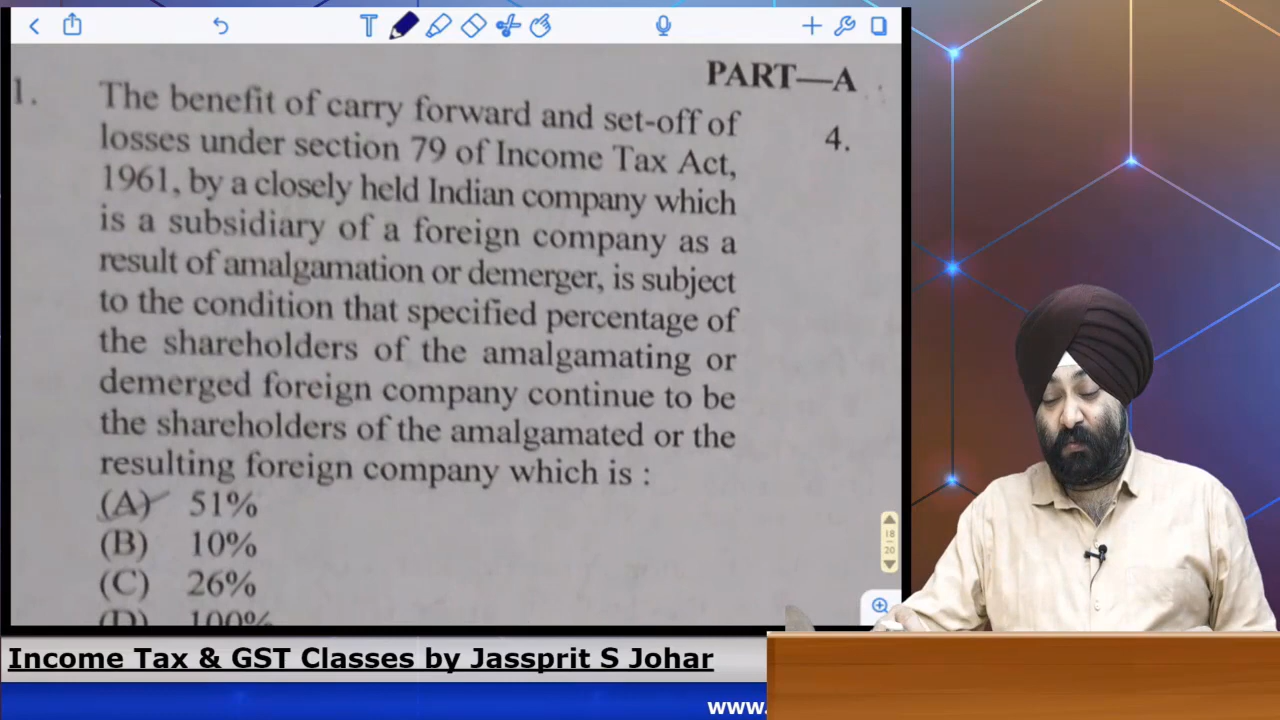 PART—A
1.
The benefit of carry forward and set-off of
losses under section 79 of Income Tax Act,
1961, by a closely held Indian company which
is a subsidiary of a foreign company as a
result of amalgamation or demerger, is subject
to the condition that specified percentage of
the shareholders of the amalgamating or
demerged foreign company continue to be
the shareholders of the amalgamated or the
resulting foreign company which is :
(A) 51%
(B) 10%
(C) 26%
(D) 100%
4.
18
20
Income Tax & GST Classes by Jassprit S Johar
www.